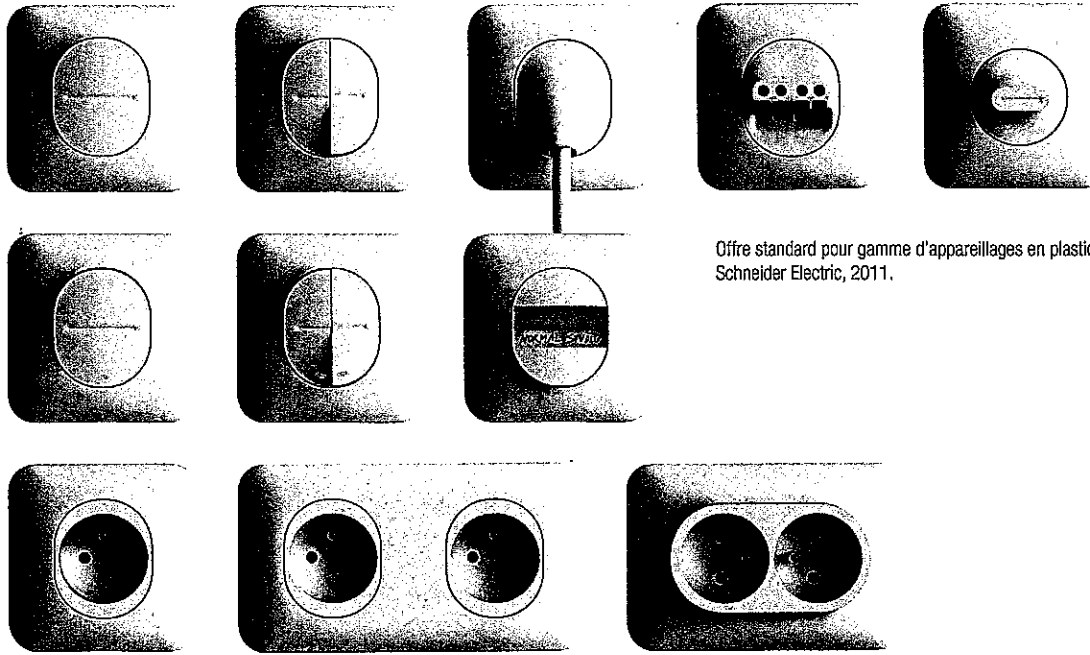 Offre standard pour gamme d'appareillages en plastic
Schneider Electric, 2011.